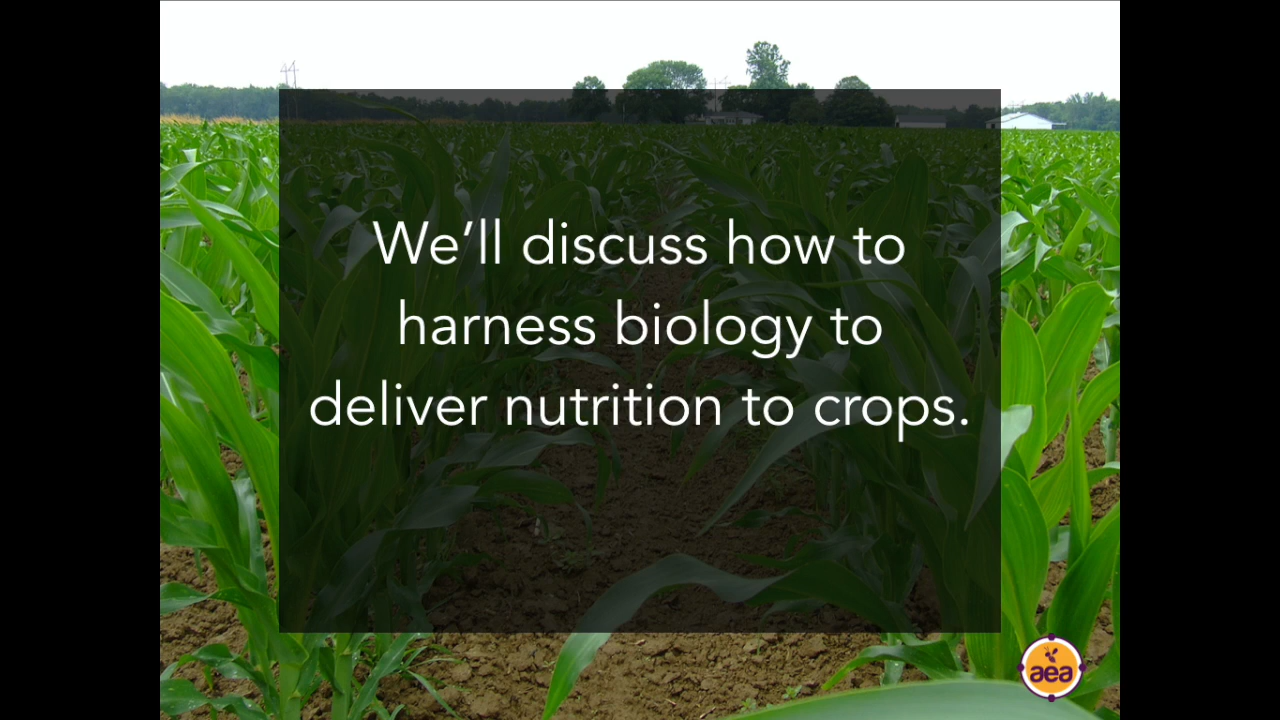 We’ll discuss how to
harness biology to
deliver nutrition to crops.
aea